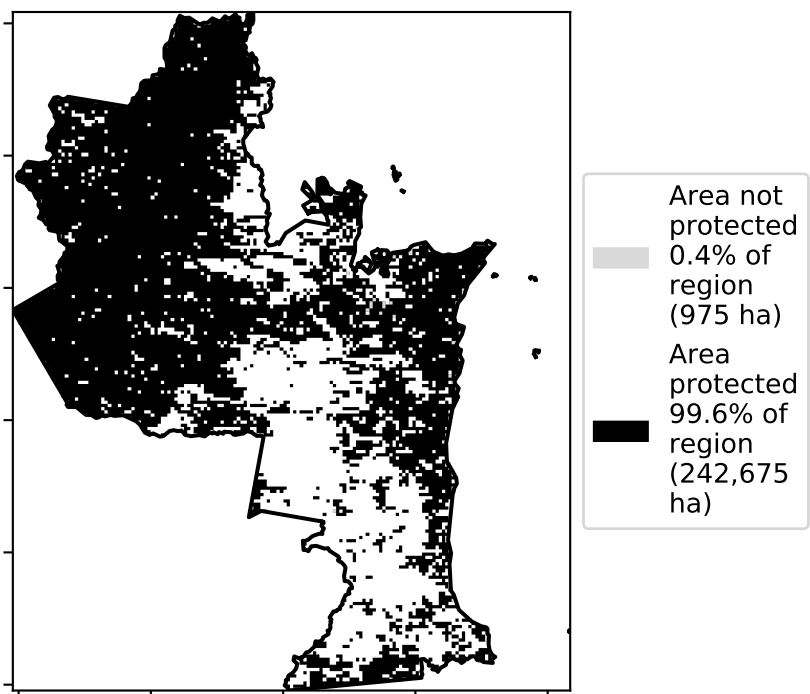 Area not
protected
0.4% of
region
(975 ha)
Area
protected
99.6% of
region
(242,675
ha)